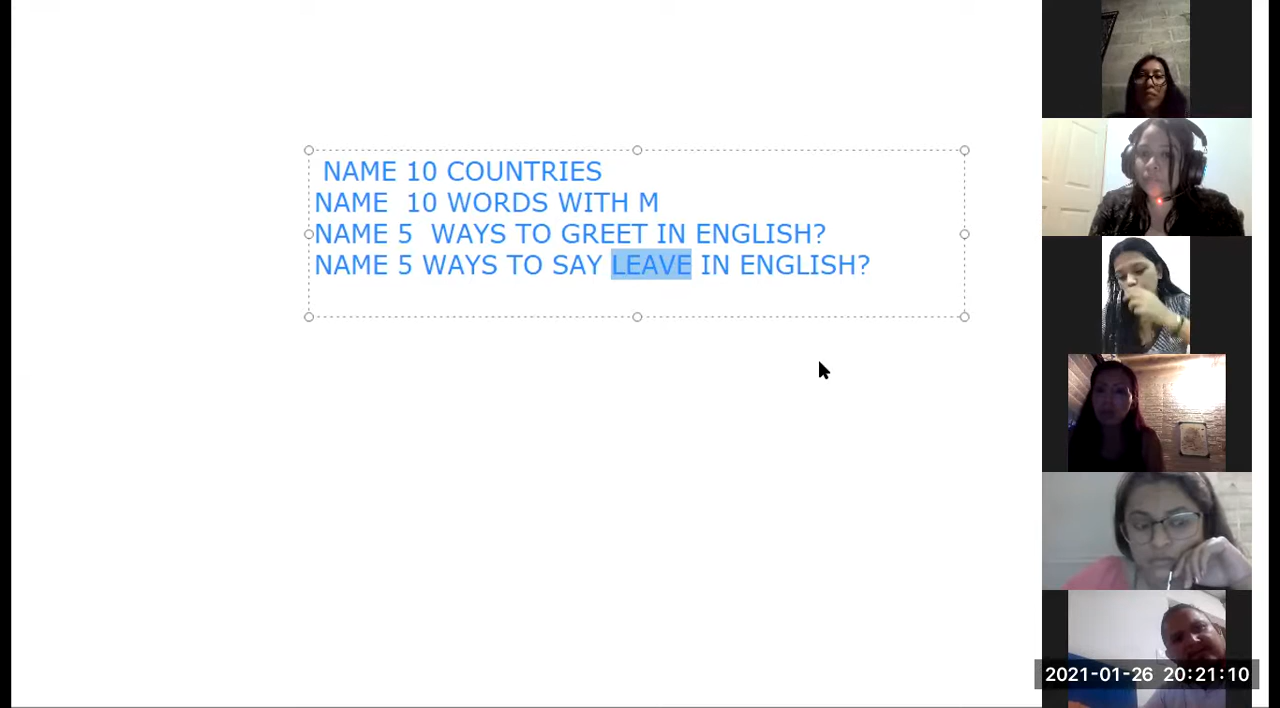 NAME 10 COUNTRIES
NAME  10 WORDS WITH M
NAME 5  WAYS TO GREET IN ENGLISH?
NAME 5 WAYS TO SAY LEAVE IN ENGLISH?
2021-01-26 20:21:10